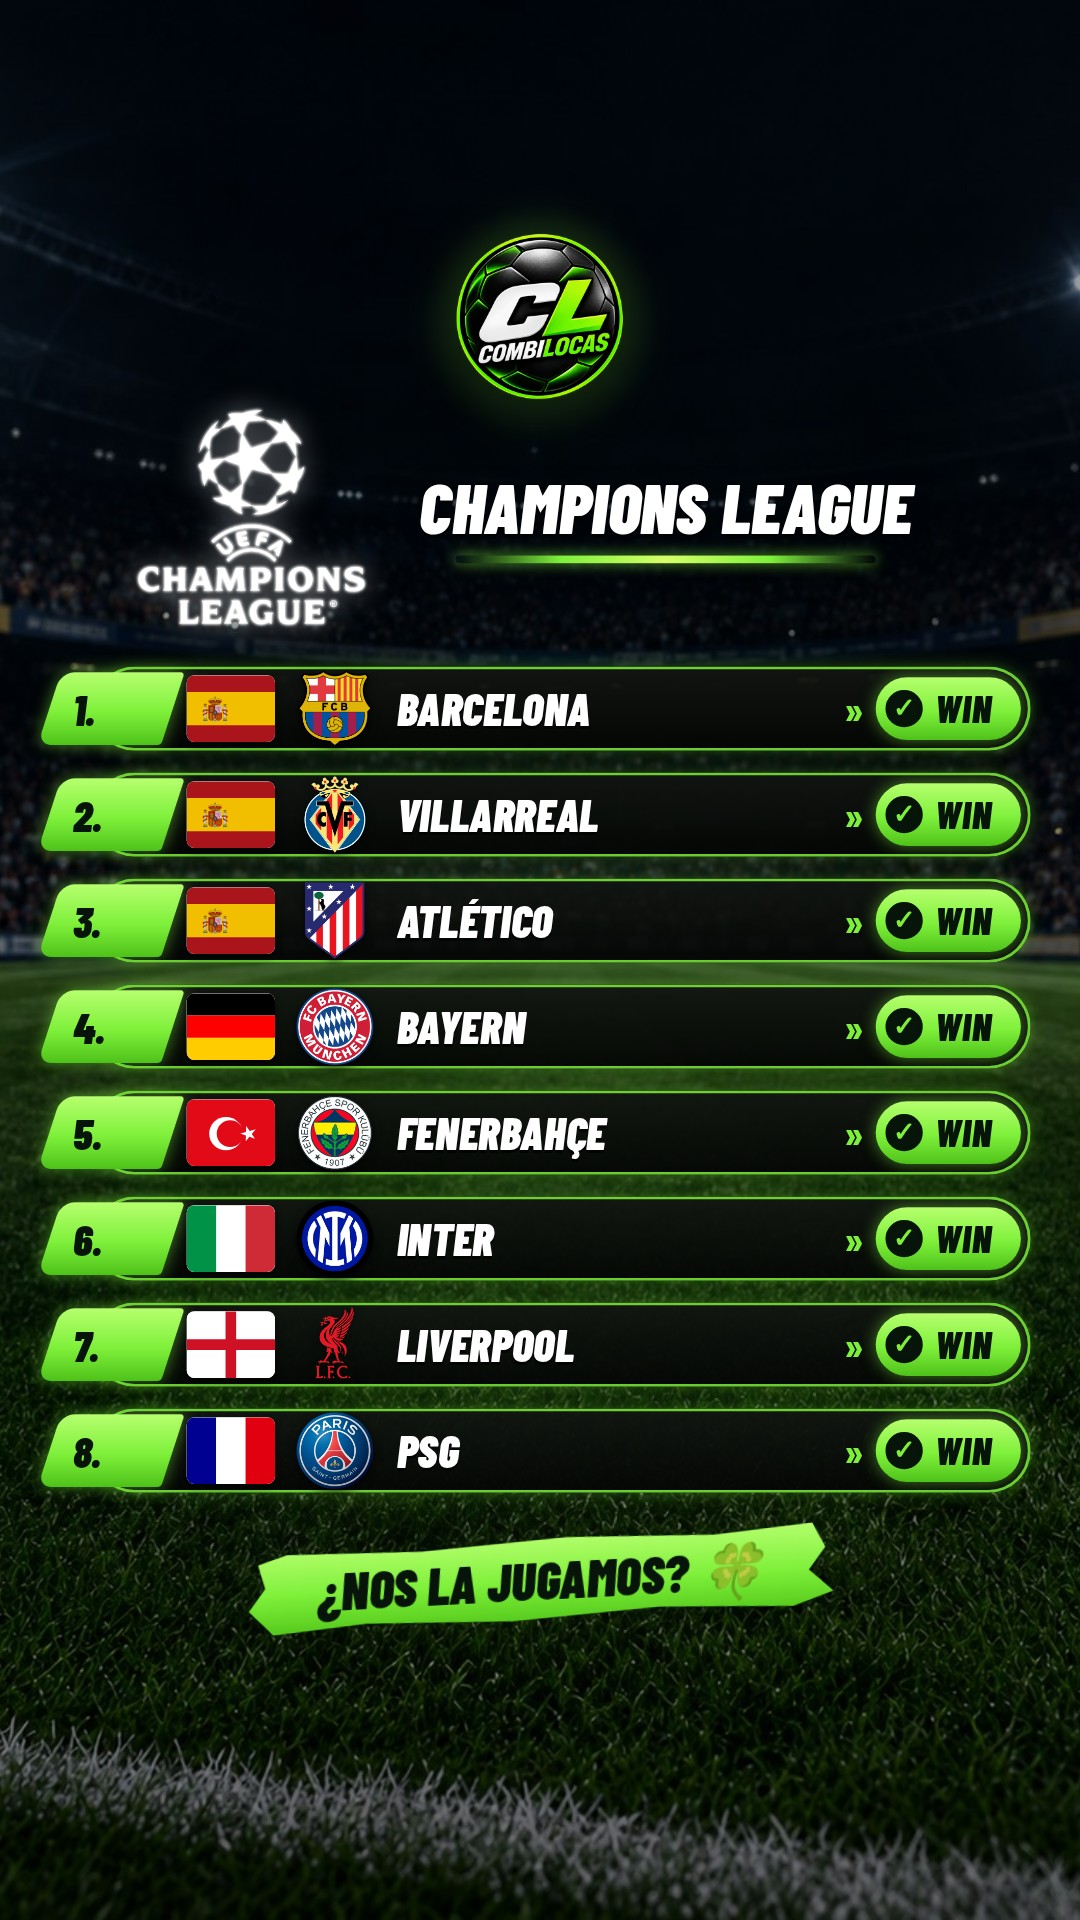 CL
COMBILOCAS
UEFA
CHAMPIONS
LEAGUE®
CHAMPIONS LEAGUE
1. FCB BARCELONA » ✓ WIN
2. CVF VILLARREAL » ✓ WIN
3. ATLÉTICO » ✓ WIN
4. FC BAYERN MÜNCHEN BAYERN » ✓ WIN
5. FENERBAHÇE SPOR KULÜBÜ ★ 1907 ★ FENERBAHÇE » ✓ WIN
6. INTER » ✓ WIN
7. L.F.C. LIVERPOOL » ✓ WIN
8. PARIS SAINT-GERMAIN PSG » ✓ WIN
¿NOS LA JUGAMOS? 🍀